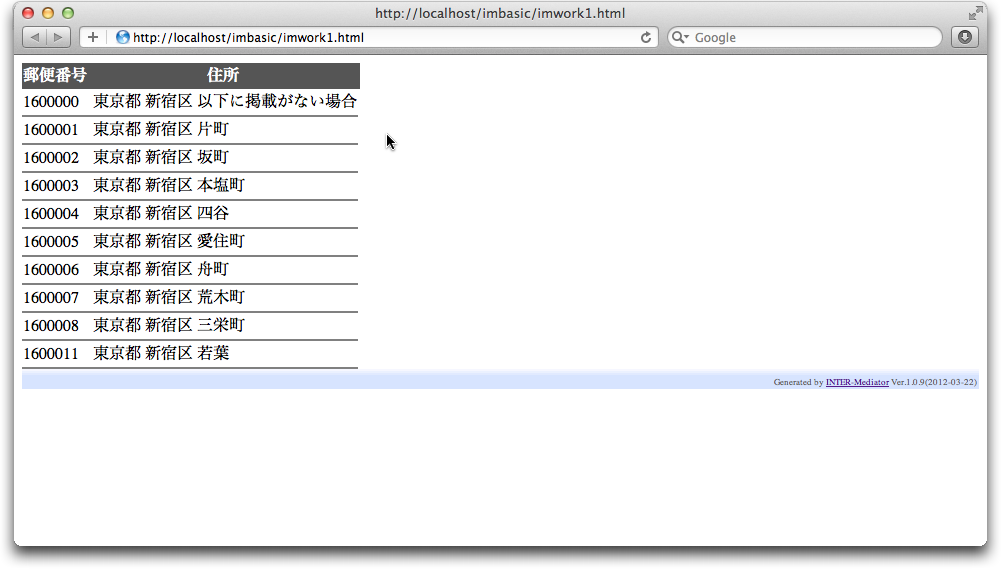 http://localhost/imbasic/imwork1.html
http://localhost/imbasic/imwork1.html Google
郵便番号 住所
1600000 東京都 新宿区 以下に掲載がない場合
1600001 東京都 新宿区 片町
1600002 東京都 新宿区 坂町
1600003 東京都 新宿区 本塩町
1600004 東京都 新宿区 四谷
1600005 東京都 新宿区 愛住町
1600006 東京都 新宿区 舟町
1600007 東京都 新宿区 荒木町
1600008 東京都 新宿区 三栄町
1600011 東京都 新宿区 若葉
Generated by INTER-Mediator Ver.1.0.9(2012-03-22)